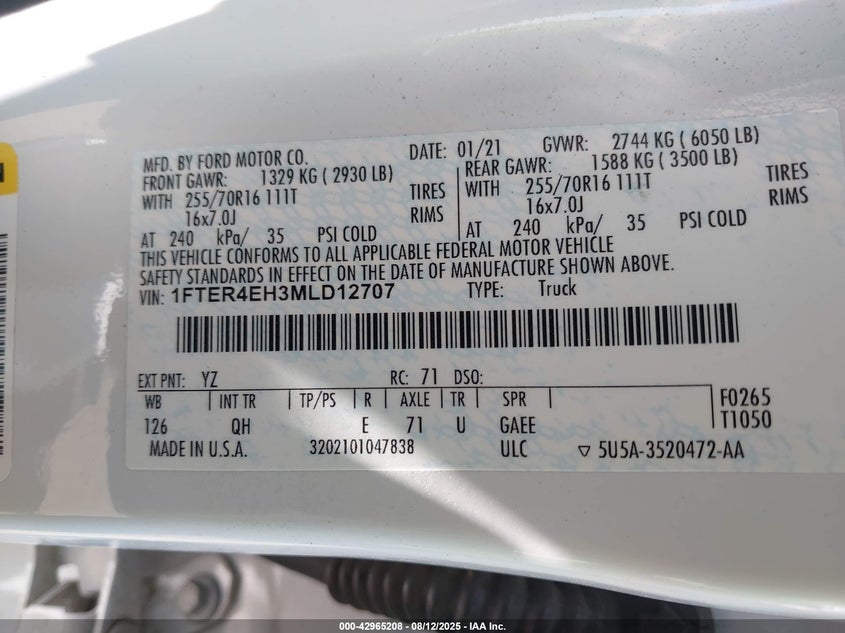 MFD. BY FORD MOTOR CO. DATE: 01/21 GVWR: 2744 KG ( 6050 LB)
FRONT GAWR: 1329 KG ( 2930 LB) REAR GAWR: 1588 KG ( 3500 LB)
WITH 255/70R16 111T TIRES WITH 255/70R16 111T TIRES
16x7.0J RIMS 16x7.0J RIMS
AT 240 kPa/ 35 PSI COLD AT 240 kPa/ 35 PSI COLD
THIS VEHICLE CONFORMS TO ALL APPLICABLE FEDERAL MOTOR VEHICLE
SAFETY STANDARDS IN EFFECT ON THE DATE OF MANUFACTURE SHOWN ABOVE.
VIN: 1FTER4EH3MLD12707 TYPE: Truck
EXT PNT: YZ RC: 71 DSO:
WB INT TR TP/PS R AXLE TR SPR F0265
126 QH E 71 U GAEE T1050
MADE IN U.S.A. 3202101047838 ULC ▽ 5U5A-3520472-AA
000-42965208 - 08/12/2025 - IAA Inc.